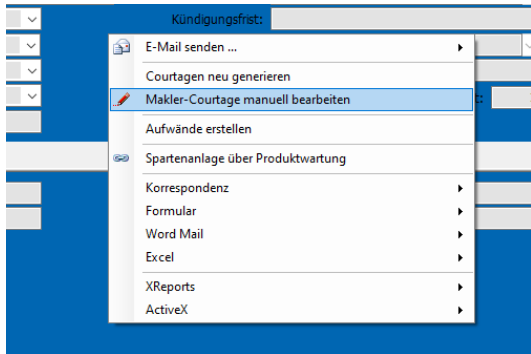 Kündigungsfrist:
E-Mail senden ...
Courtagen neu generieren
Makler-Courtage manuell bearbeiten
Aufwände erstellen
Spartenanlage über Produktwartung
Korrespondenz
Formular
Word Mail
Excel
XReports
ActiveX